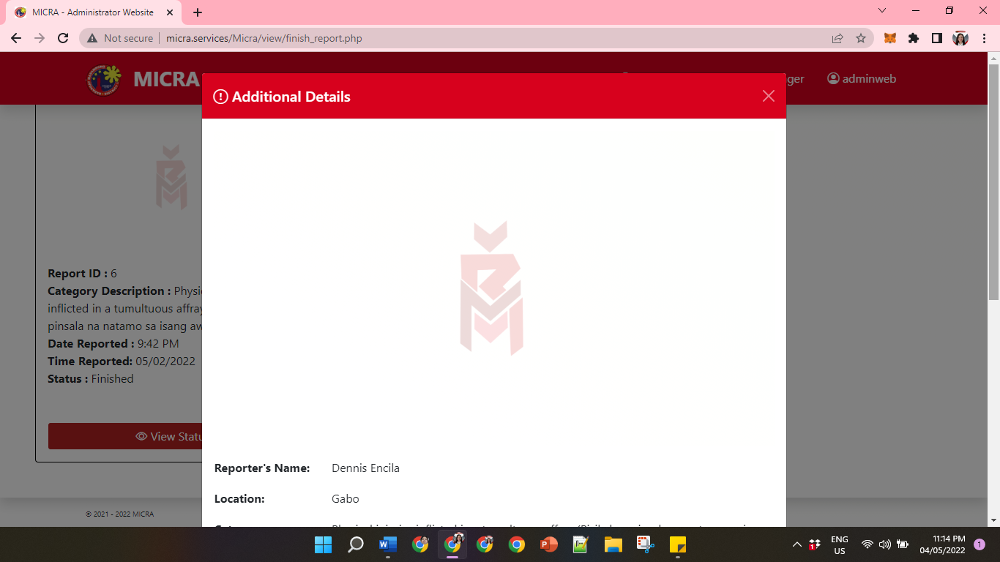 MICRA - Administrator Website
Not secure
micra.services/Micra/view/finish_report.php
MICRA
ger
adminweb
Additional Details
Report ID : 6
Category Description : Physi
inflicted in a tumultuous affray
pinsala na natamo sa isang aw
Date Reported : 9:42 PM
Time Reported: 05/02/2022
Status : Finished
View Statu
Reporter's Name: Dennis Encila
Location: Gabo
© 2021 - 2022 MICRA
ENG
US
11:14 PM
04/05/2022
1